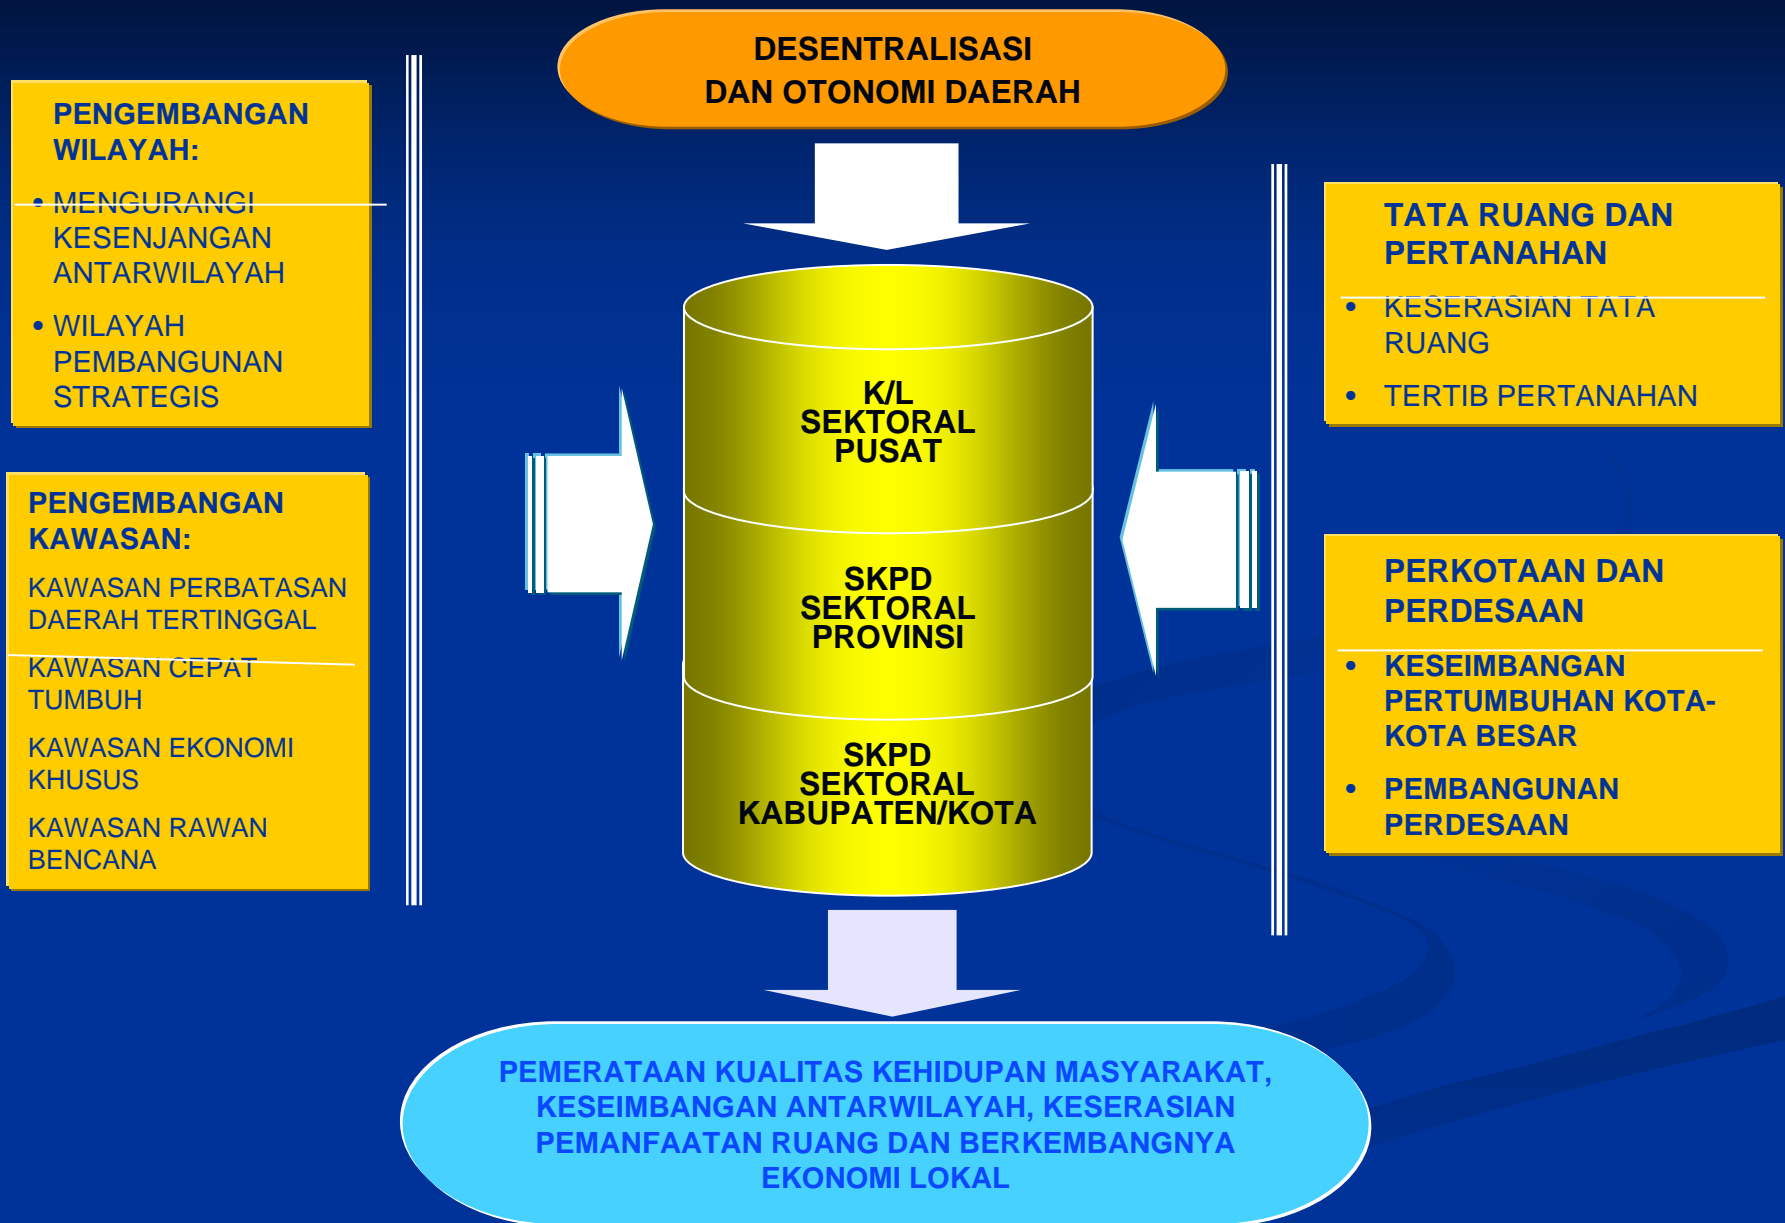 DESENTRALISASI
DAN OTONOMI DAERAH
PENGEMBANGAN
WILAYAH:
• MENGURANGI
KESENJANGAN
ANTARWILAYAH
• WILAYAH
PEMBANGUNAN
STRATEGIS
PENGEMBANGAN
KAWASAN:
KAWASAN PERBATASAN
DAERAH TERTINGGAL
KAWASAN CEPAT
TUMBUH
KAWASAN EKONOMI
KHUSUS
KAWASAN RAWAN
BENCANA
K/L
SEKTORAL
PUSAT
SKPD
SEKTORAL
PROVINSI
SKPD
SEKTORAL
KABUPATEN/KOTA
TATA RUANG DAN
PERTANAHAN
• KESERASIAN TATA
RUANG
• TERTIB PERTANAHAN
PERKOTAAN DAN
PERDESAAN
• KESEIMBANGAN
PERTUMBUHAN KOTA-
KOTA BESAR
• PEMBANGUNAN
PERDESAAN
PEMERATAAN KUALITAS KEHIDUPAN MASYARAKAT,
KESEIMBANGAN ANTARWILAYAH, KESERASIAN
PEMANFAATAN RUANG DAN BERKEMBANGNYA
EKONOMI LOKAL